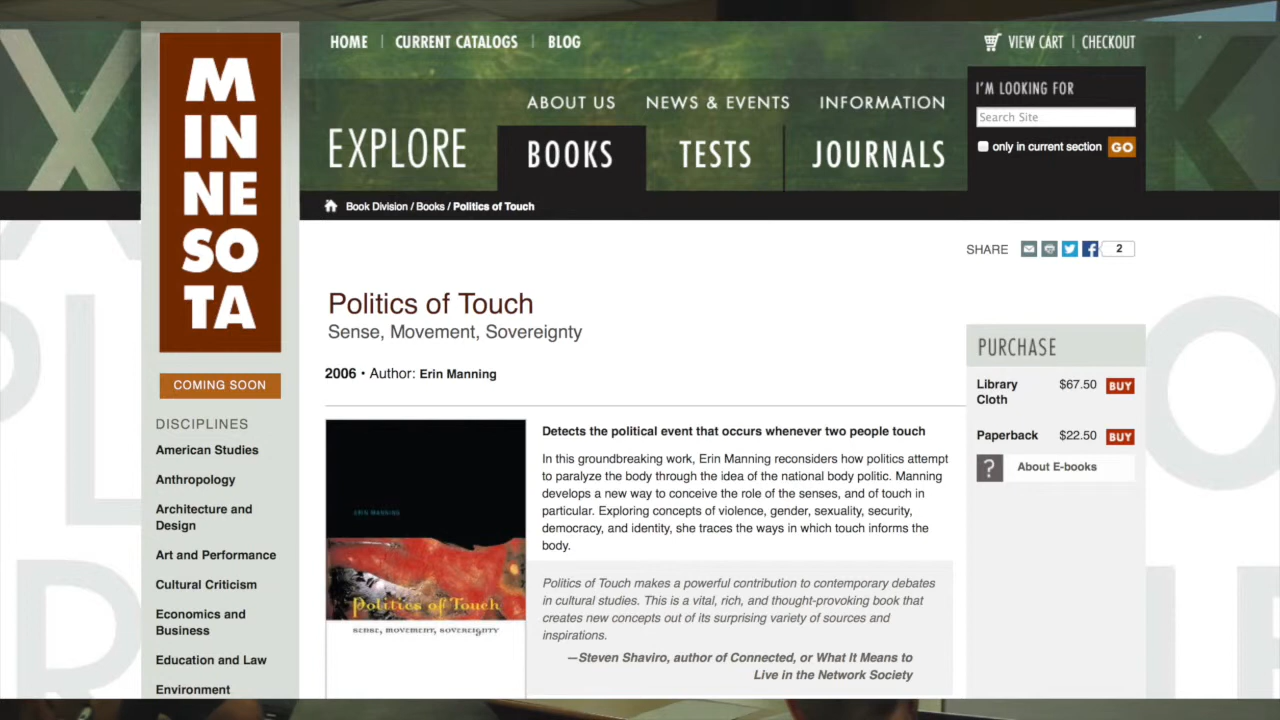 HOME | CURRENT CATALOGS | BLOG
VIEW CART | CHECKOUT
M
IN
NE
SO
TA
ABOUT US NEWS & EVENTS INFORMATION
EXPLORE BOOKS TESTS JOURNALS
I'M LOOKING FOR
Search Site
only in current section GO
Book Division / Books / Politics of Touch
SHARE 2
Politics of Touch
Sense, Movement, Sovereignty
2006 • Author: Erin Manning
PURCHASE
Library Cloth $67.50 BUY
Paperback $22.50 BUY
? About E-books
COMING SOON
DISCIPLINES
American Studies
Anthropology
Architecture and
Design
Art and Performance
Cultural Criticism
Economics and
Business
Education and Law
Environment
ERIN MANNING
Politics of Touch
SENSE, MOVEMENT, SOVEREIGNTY
Detects the political event that occurs whenever two people touch
In this groundbreaking work, Erin Manning reconsiders how politics attempt
to paralyze the body through the idea of the national body politic. Manning
develops a new way to conceive the role of the senses, and of touch in
particular. Exploring concepts of violence, gender, sexuality, security,
democracy, and identity, she traces the ways in which touch informs the
body.
Politics of Touch makes a powerful contribution to contemporary debates
in cultural studies. This is a vital, rich, and thought-provoking book that
creates new concepts out of its surprising variety of sources and
inspirations.
—Steven Shaviro, author of Connected, or What It Means to
Live in the Network Society